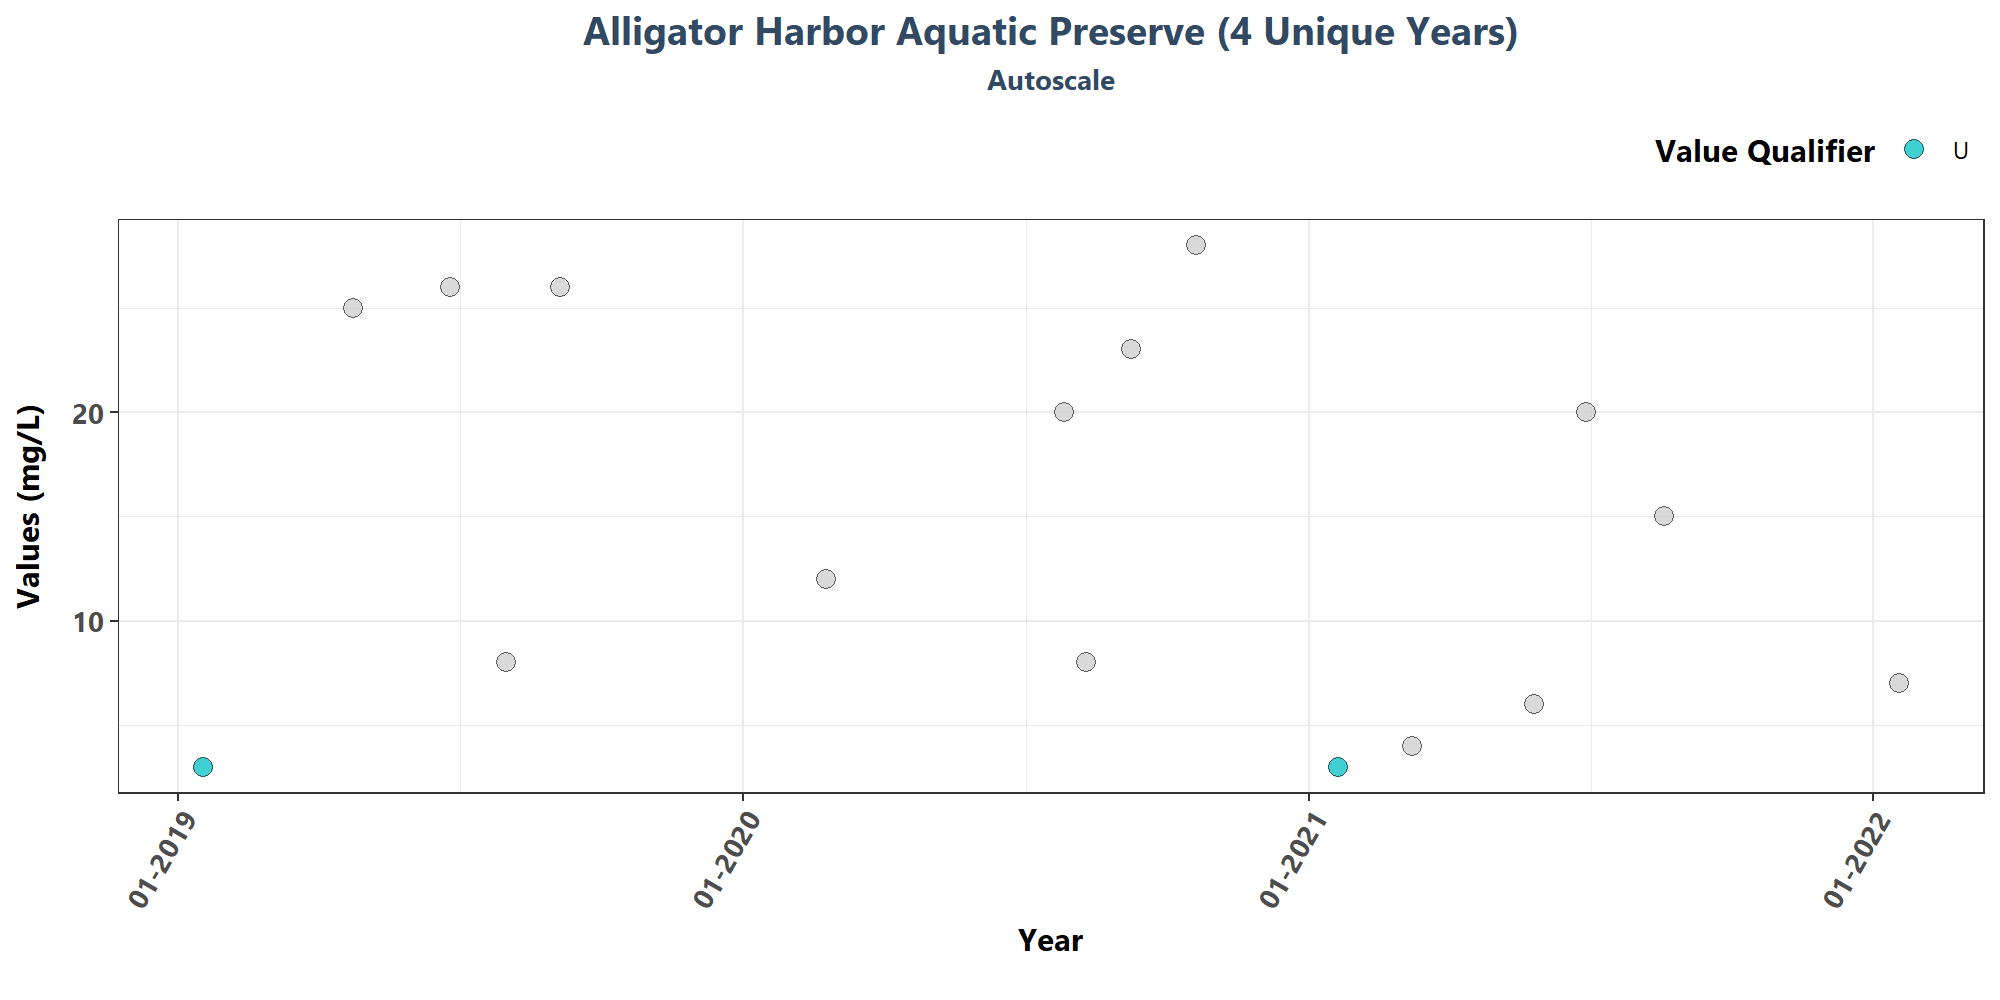 Alligator Harbor Aquatic Preserve (4 Unique Years)
Autoscale
Value Qualifier U
Values (mg/L)
20
10
01-2019 01-2020 01-2021 01-2022
Year